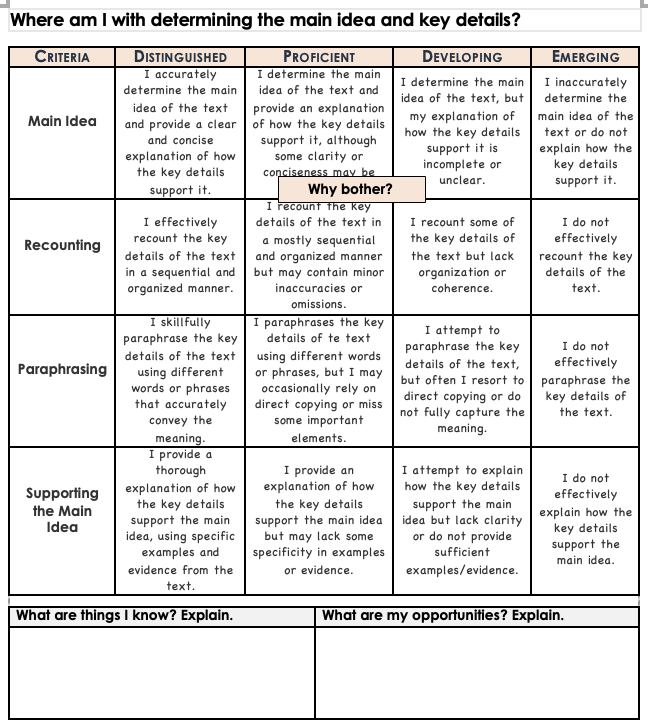 Where am I with determining the main idea and key details?
CRITERIA DISTINGUISHED PROFICIENT DEVELOPING EMERGING
Main Idea
I accurately
determine the main
idea of the text
and provide a clear
and concise
explanation of how
the key details
support it.
I determine the main
idea of the text and
provide an explanation
of how the key details
support it, although
some clarity or
conciseness may be
I determine the main
idea of the text, but
my explanation of
how the key details
support it is
incomplete or
unclear.
I inaccurately
determine the
main idea of the
text or do not
explain how the
key details
support it.
Why bother?
Recounting
I effectively
recount the key
details of the text
in a sequential and
organized manner.
I recount the key
details of the text in
a mostly sequential
and organized manner
but may contain minor
inaccuracies or
omissions.
I recount some of
the key details of
the text but lack
organization or
coherence.
I do not
effectively
recount the key
details of the
text.
Paraphrasing
I skillfully
paraphrase the key
details of the text
using different
words or phrases
that accurately
convey the
meaning.
I paraphrases the key
details of te text
using different words
or phrases, but I may
occasionally rely on
direct copying or miss
some important
elements.
I attempt to
paraphrase the key
details of the text,
but often I resort to
direct copying or do
not fully capture the
meaning.
I do not
effectively
paraphrase the
key details of
the text.
Supporting
the Main
Idea
I provide a
thorough
explanation of how
the key details
support the main
idea, using specific
examples and
evidence from the
text.
I provide an
explanation of how
the key details
support the main idea
but may lack some
specificity in examples
or evidence.
I attempt to explain
how the key details
support the main
idea but lack clarity
or do not provide
sufficient
examples/evidence.
I do not
effectively
explain how the
key details
support the
main idea.
What are things I know? Explain.
What are my opportunities? Explain.